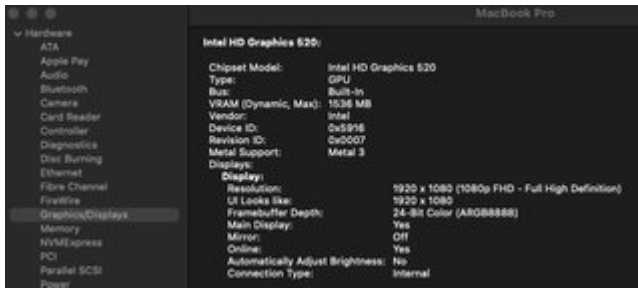 MacBook Pro
Hardware
ATA
Apple Pay
Audio
Bluetooth
Camera
Card Reader
Controller
Diagnostics
Disc Burning
Ethernet
Fibre Channel
FireWire
Graphics/Displays
Memory
NVMExpress
PCI
Parallel SCSI
Power
Intel HD Graphics 520:
Chipset Model: Intel HD Graphics 520
Type: GPU
Bus: Built-In
VRAM (Dynamic, Max): 1536 MB
Vendor: Intel
Device ID: 0x5916
Revision ID: 0x0007
Metal Support: Metal 3
Displays:
Display:
Resolution: 1920 x 1080 (1080p FHD - Full High Definition)
UI Looks like: 1920 x 1080
Framebuffer Depth: 24-Bit Color (ARGB8888)
Main Display: Yes
Mirror: Off
Online: Yes
Automatically Adjust Brightness: No
Connection Type: Internal